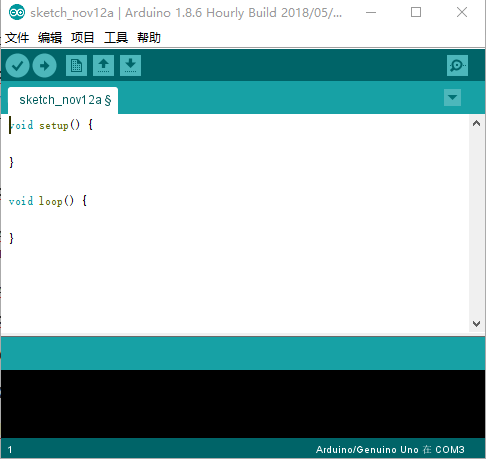 sketch_nov12a | Arduino 1.8.6 Hourly Build 2018/05/...
文件 编辑 项目 工具 帮助
sketch_nov12a §
void setup() {
}
void loop() {
}
1 Arduino/Genuino Uno 在 COM3